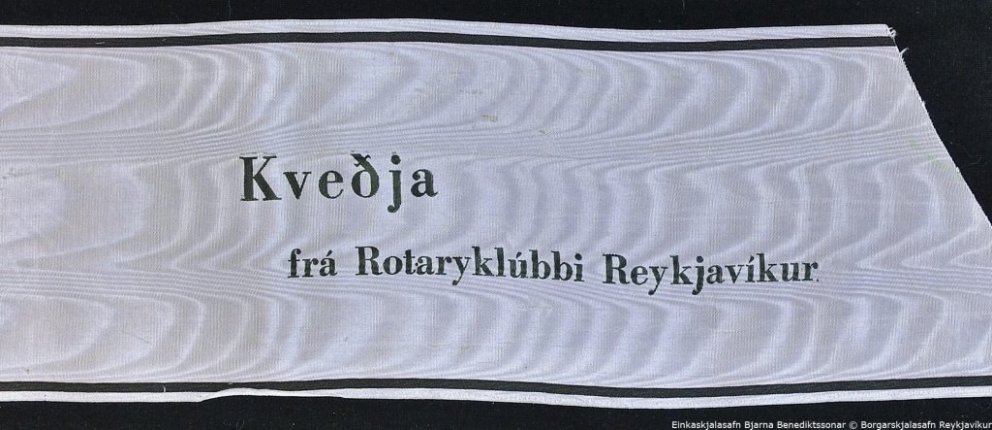 Kveðja
frá Rotaryklúbbi Reykjavíkur.
Einkaskjalasafn Bjarna Benediktssonar © Borgarskjalasafn Reykjavíkur